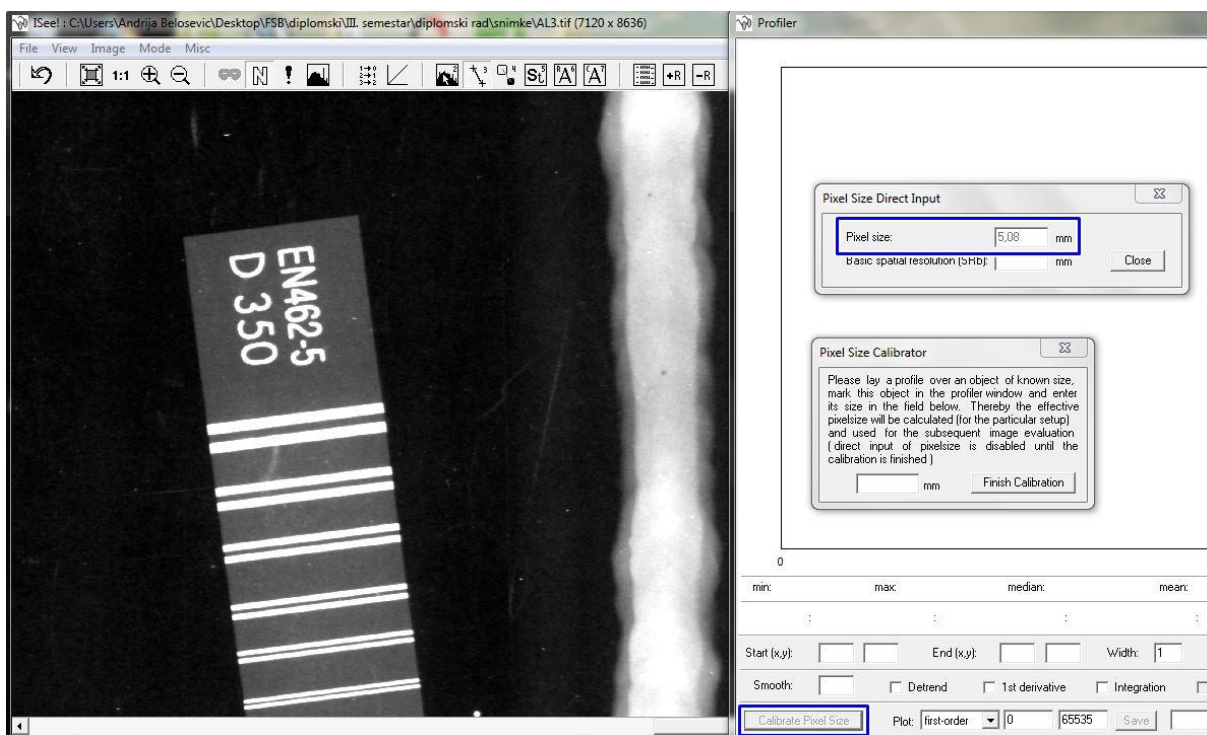 ISee! : C:\Users\Andrija Belosevic\Desktop\FSB\diplomski\III. semestar\diplomski rad\snimke\AL3.tif (7120 x 8636)
File View Image Mode Misc
1:1 N St A A +R -R
EN462-5
D 350
Profiler
Pixel Size Direct Input
Pixel size: 5,08 mm
Basic spatial resolution (SRb): mm Close
Pixel Size Calibrator
Please lay a profile over an object of known size,
mark this object in the profiler window and enter
its size in the field below. Thereby the effective
pixelsize will be calculated (for the particular setup)
and used for the subsequent image evaluation
( direct input of pixelsize is disabled until the
calibration is finished )
mm Finish Calibration
0
min: max: median: mean:
: : : :
Start (x,y): End (x,y): Width: 1
Smooth: Detrend 1st derivative Integration
Calibrate Pixel Size Plot: first-order 0 65535 Save